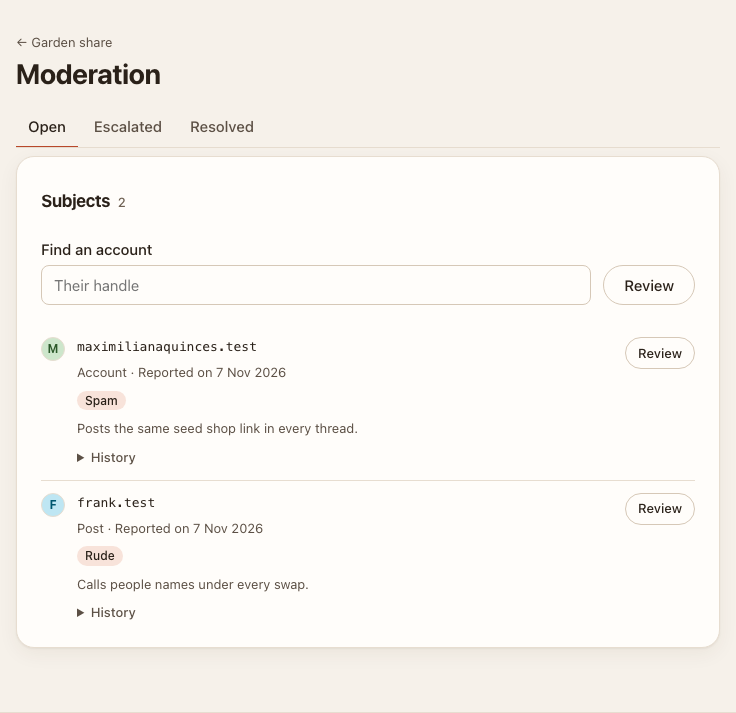 ← Garden share
Moderation
Open Escalated Resolved
Subjects 2
Find an account
Their handle
Review
M
maximilianaquinces.test
Review
Account · Reported on 7 Nov 2026
Spam
Posts the same seed shop link in every thread.
▶ History
F
frank.test
Review
Post · Reported on 7 Nov 2026
Rude
Calls people names under every swap.
▶ History